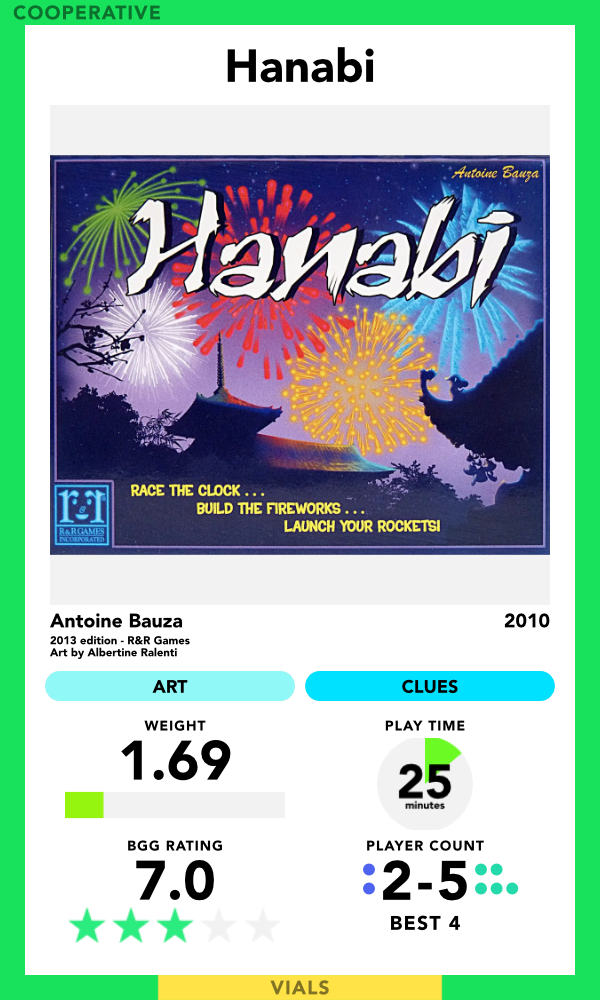 COOPERATIVE
Hanabi
Antoine Bauza
Hanabi
RACE THE CLOCK . . .
BUILD THE FIREWORKS . . .
LAUNCH YOUR ROCKETS!
r&r
R&R GAMES
INCORPORATED
Antoine Bauza 2010
2013 edition - R&R Games
Art by Albertine Ralenti
ART CLUES
WEIGHT PLAY TIME
1.69 25
minutes
BGG RATING PLAYER COUNT
7.0 2-5
BEST 4
VIALS